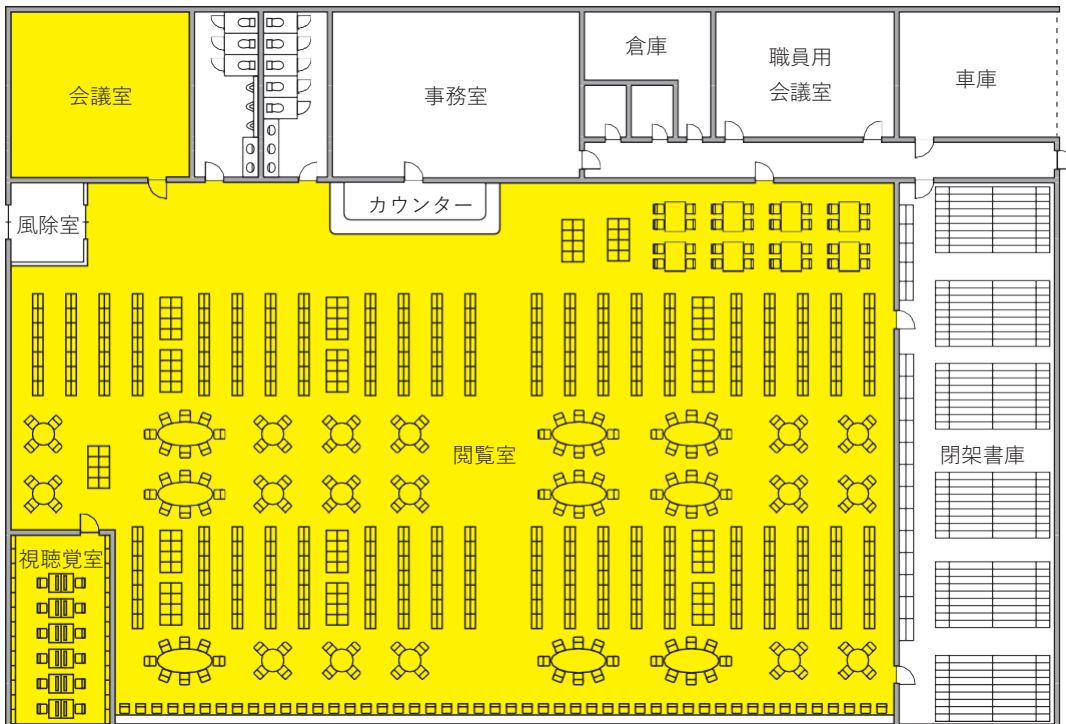 会議室
事務室
倉庫
職員用
会議室
車庫
風除室
カウンター
閲覧室
閉架書庫
視聴覚室